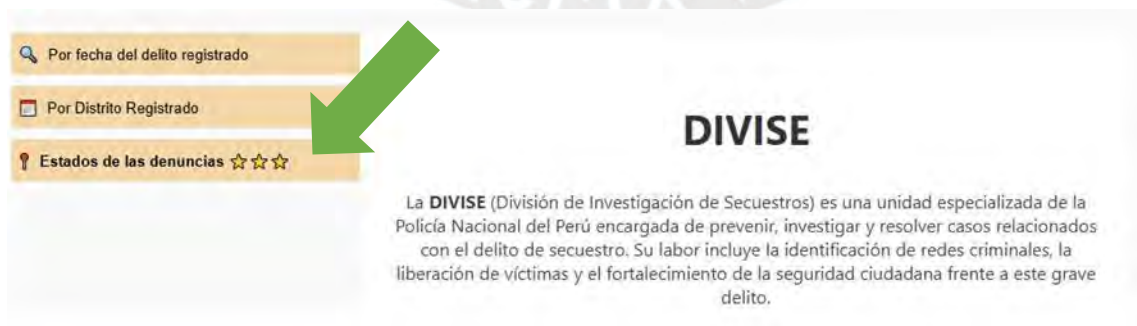 Por fecha del delito registrado
Por Distrito Registrado
Estados de las denuncias
DIVISE
La DIVISE (División de Investigación de Secuestros) es una unidad especializada de la
Policía Nacional del Perú encargada de prevenir, investigar y resolver casos relacionados
con el delito de secuestro. Su labor incluye la identificación de redes criminales, la
liberación de víctimas y el fortalecimiento de la seguridad ciudadana frente a este grave
delito.